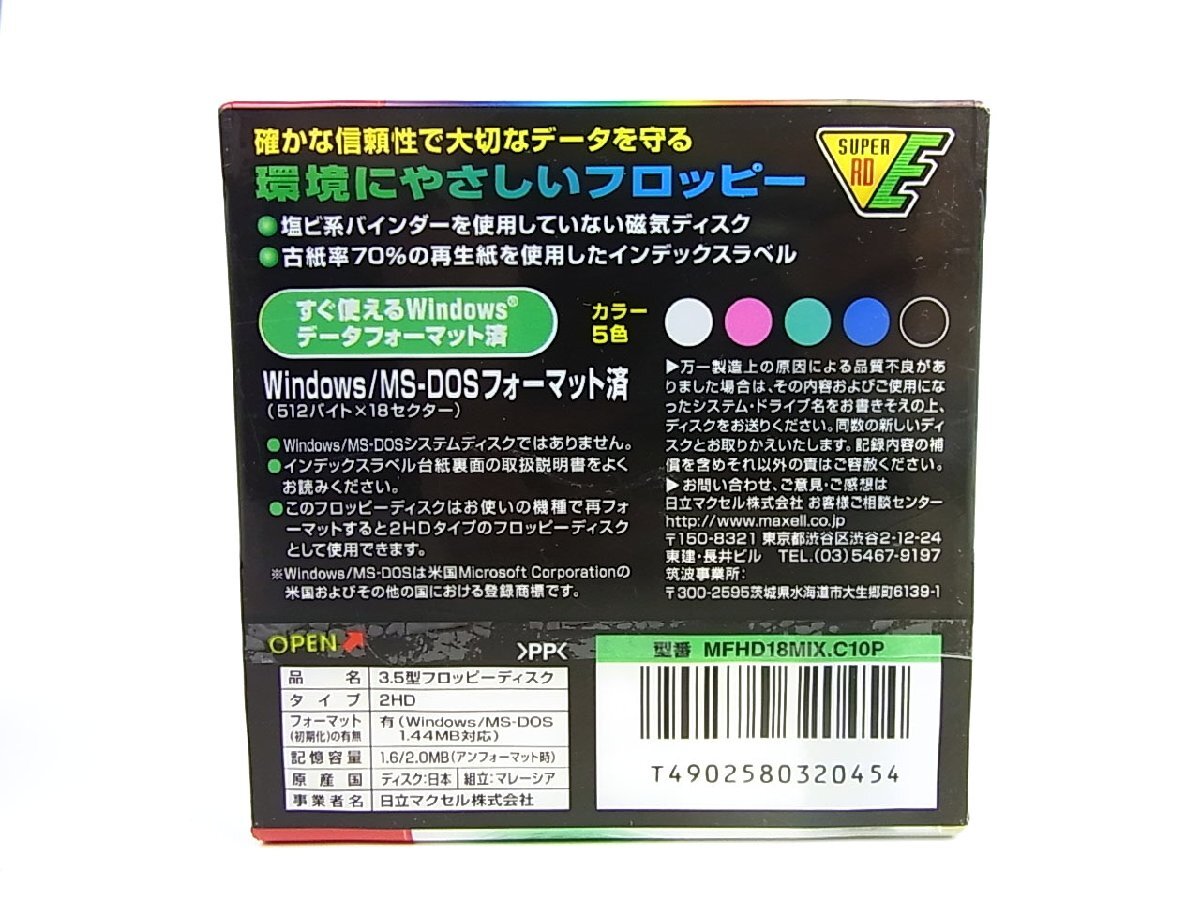 確かな信頼性で大切なデータを守る
環境にやさしいフロッピー
SUPER
RD
E
●塩ビ系バインダーを使用していない磁気ディスク
●古紙率70%の再生紙を使用したインデックスラベル
すぐ使えるWindows®
データフォーマット済
カラー
5色
Windows/MS-DOSフォーマット済
(512バイト×18セクター)
●Windows/MS-DOSシステムディスクではありません。
●インデックスラベル台紙裏面の取扱説明書をよく
お読みください。
●このフロッピーディスクはお使いの機種で再フォ
ーマットすると2HDタイプのフロッピーディスク
として使用できます。
※Windows/MS-DOSは米国Microsoft Corporationの
米国およびその他の国における登録商標です。
▶万一製造上の原因による品質不良があ
りました場合は、その内容およびご使用にな
ったシステム・ドライブ名をお書きそえの上、
ディスクをお送りください。同数の新しいディ
スクとお取りかえいたします。記録内容の補
償を含めそれ以外の責はご容赦ください。
▶お問い合わせ、ご意見・ご感想は
日立マクセル株式会社 お客様ご相談センター
http://www.maxell.co.jp
〒150-8321 東京都渋谷区渋谷2-12-24
東建・長井ビル TEL.(03)5467-9197
筑波事業所:
〒300-2595茨城県水海道市大生郷町6139-1
OPEN
>PP<
品名 3.5型フロッピーディスク
タイプ 2HD
フォーマット(初期化)の有無 有(Windows/MS-DOS
1.44MB対応)
記憶容量 1.6/2.0MB(アンフォーマット時)
原産国 ディスク:日本 組立:マレーシア
事業者名 日立マクセル株式会社
型番 MFHD18MIX.C10P
T4902580320454